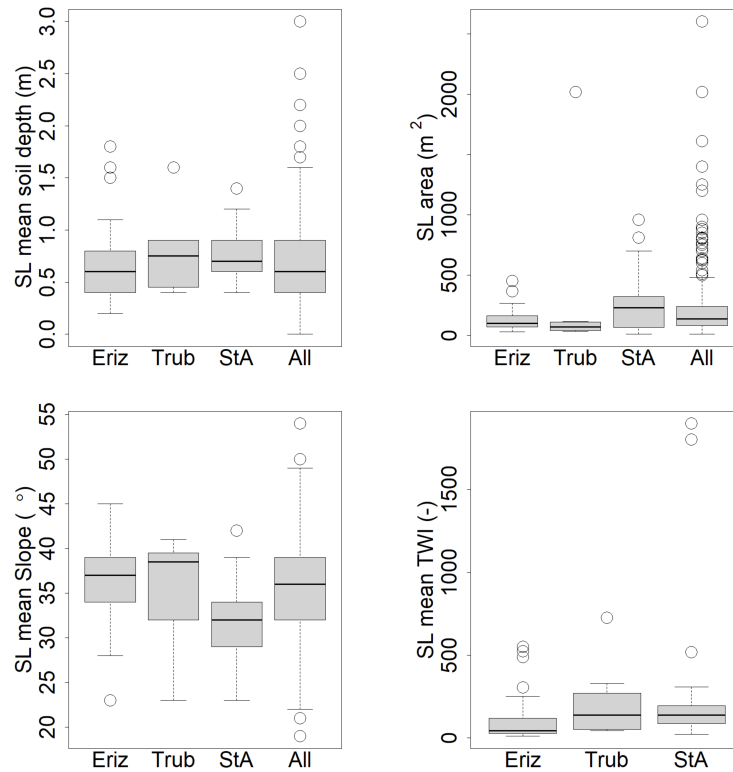 SL mean soil depth (m)
3.0
2.5
2.0
1.5
1.0
0.5
0.0
Eriz Trub StA All
SL area (m 2)
2000
1000
500
0
Eriz Trub StA All
SL mean Slope ( °)
55
50
45
40
35
30
25
20
Eriz Trub StA All
SL mean TWI (-)
1500
1000
500
0
Eriz Trub StA